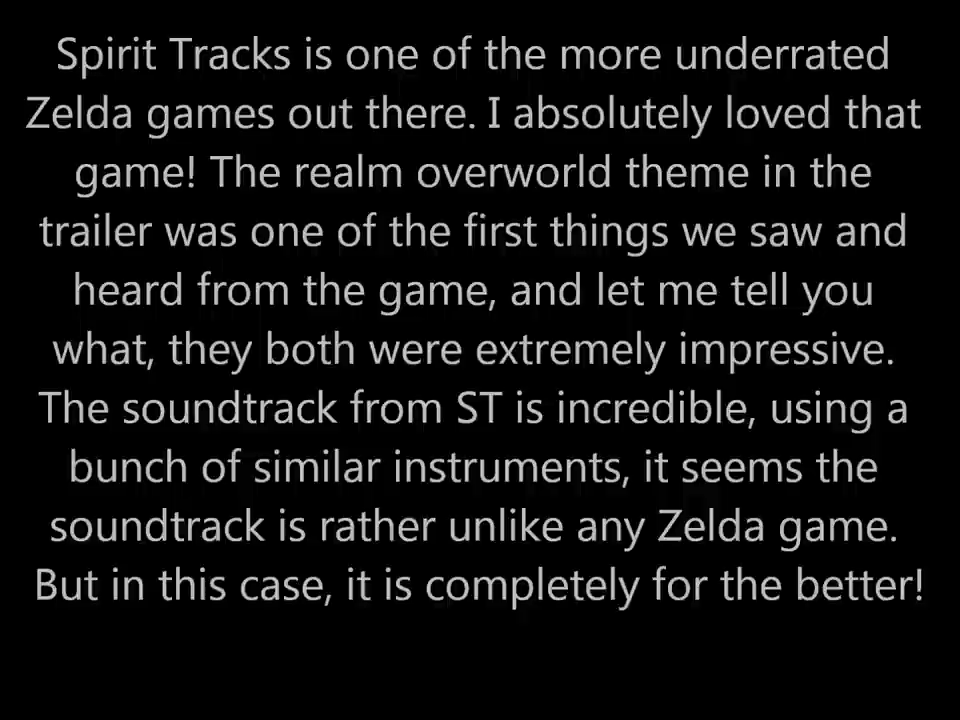 Spirit Tracks is one of the more underrated
Zelda games out there. I absolutely loved that
game! The realm overworld theme in the
trailer was one of the first things we saw and
heard from the game, and let me tell you
what, they both were extremely impressive.
The soundtrack from ST is incredible, using a
bunch of similar instruments, it seems the
soundtrack is rather unlike any Zelda game.
But in this case, it is completely for the better!